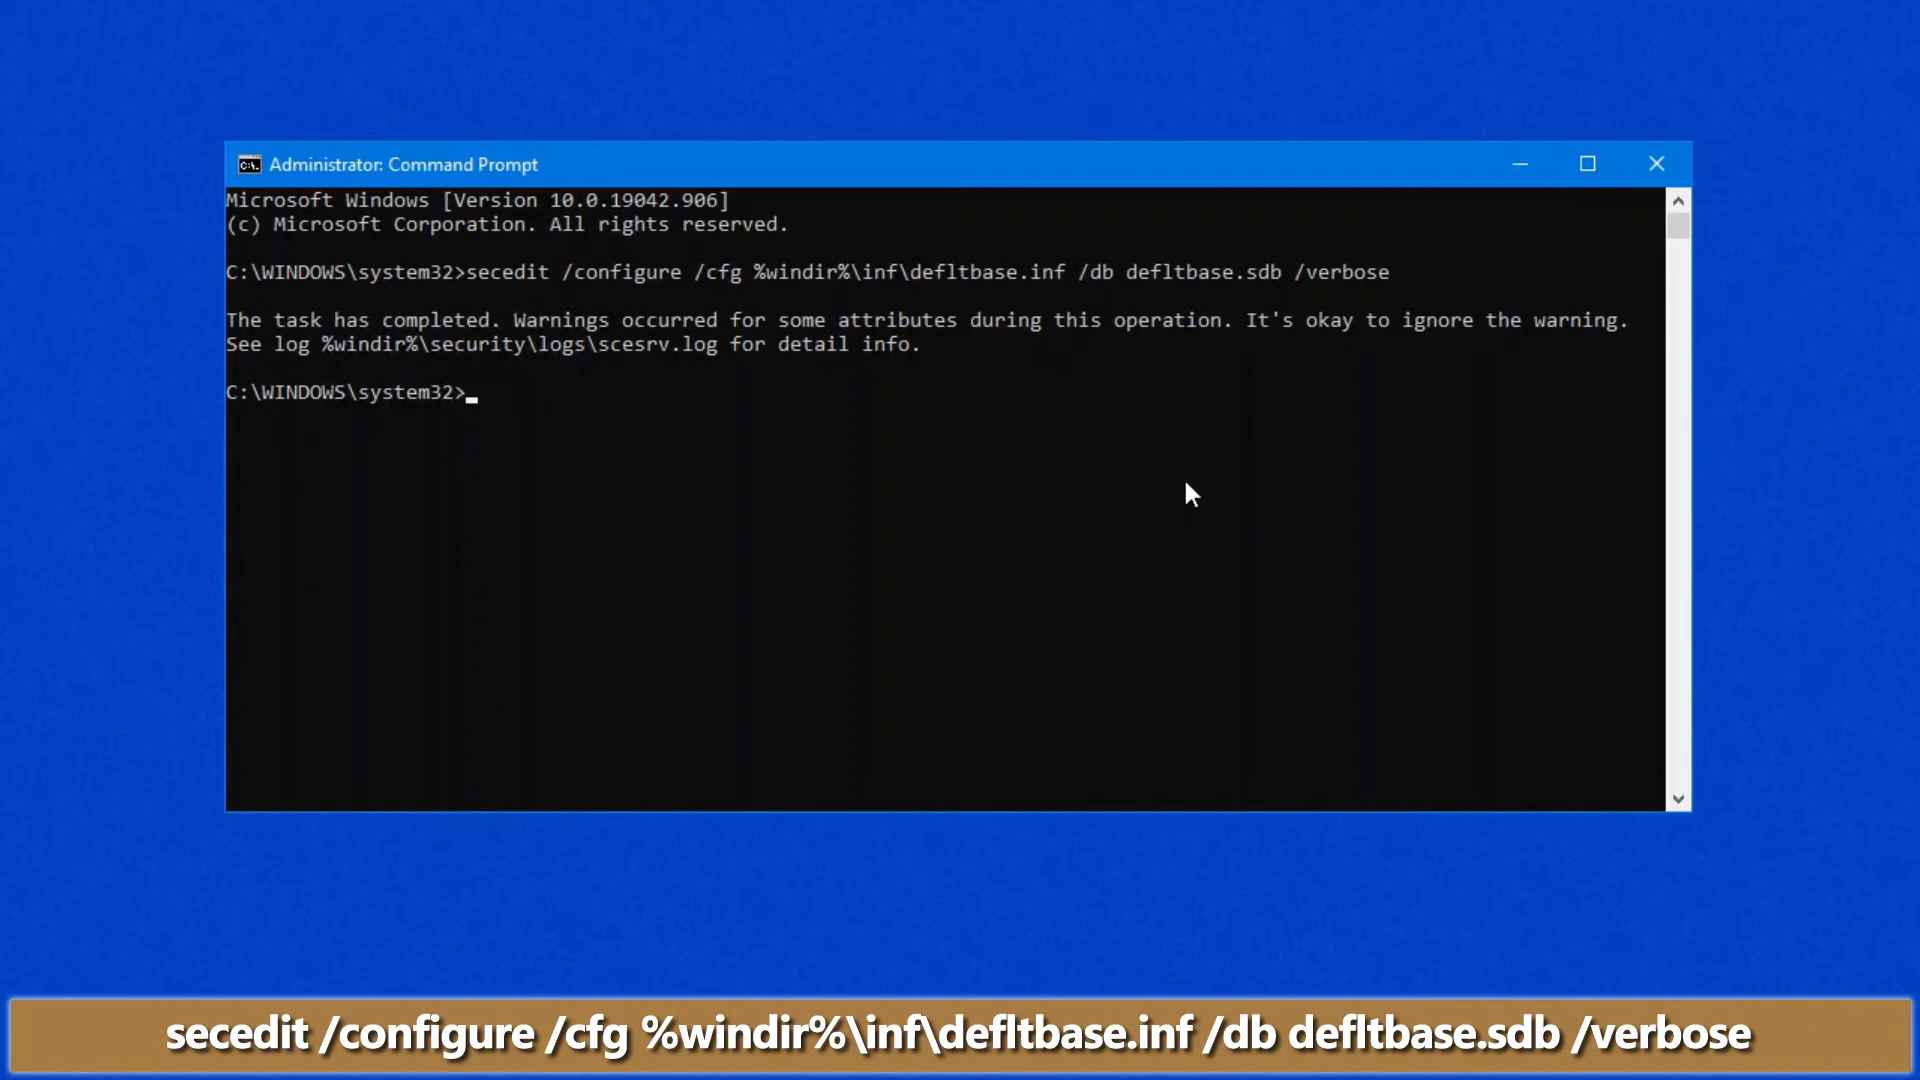 Administrator: Command Prompt
Microsoft Windows [Version 10.0.19042.906]
(c) Microsoft Corporation. All rights reserved.
C:\WINDOWS\system32>secedit /configure /cfg %windir%\inf\defltbase.inf /db defltbase.sdb /verbose
The task has completed. Warnings occurred for some attributes during this operation. It's okay to ignore the warning.
See log %windir%\security\logs\scesrv.log for detail info.
C:\WINDOWS\system32>
secedit /configure /cfg %windir%\inf\defltbase.inf /db defltbase.sdb /verbose